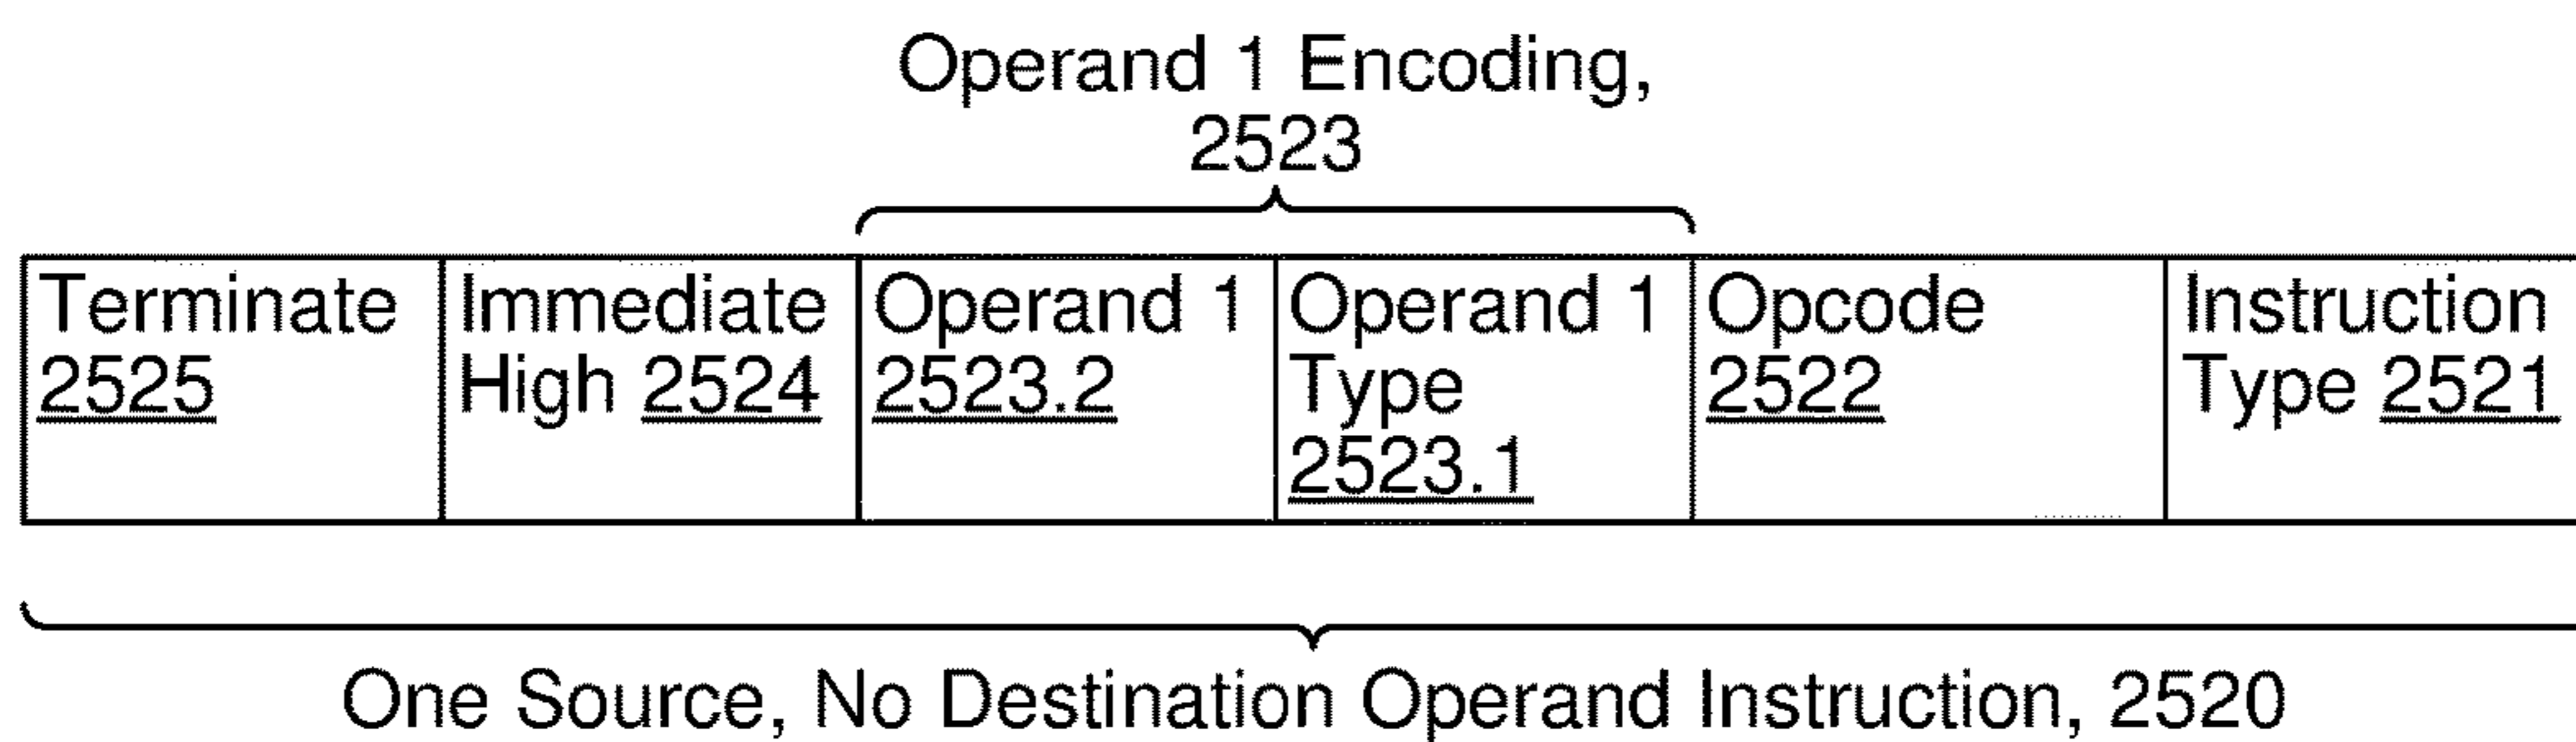 Operand 1 Encoding,
2523
Terminate
2525
Immediate
High 2524
Operand 1
2523.2
Operand 1
Type
2523.1
Opcode
2522
Instruction
Type 2521
One Source, No Destination Operand Instruction, 2520